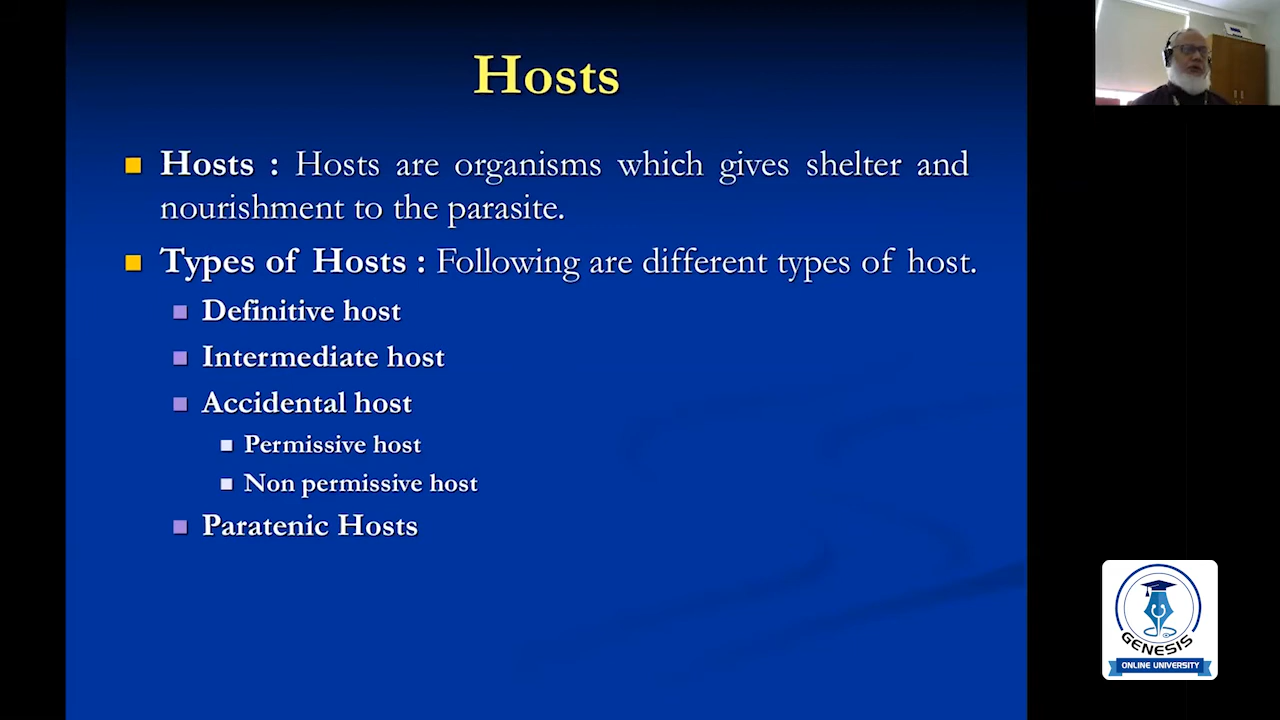 Hosts
Hosts : Hosts are organisms which gives shelter and
nourishment to the parasite.
Types of Hosts : Following are different types of host.
Definitive host
Intermediate host
Accidental host
Permissive host
Non permissive host
Paratenic Hosts
GENESIS
ONLINE UNIVERSITY